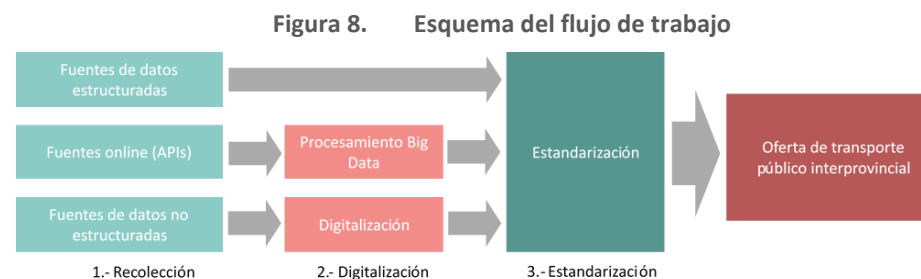 Figura 8. Esquema del flujo de trabajo
Fuentes de datos
estructuradas
Fuentes online (APIs)
Procesamiento Big
Data
Estandarización
Oferta de transporte
público interprovincial
Fuentes de datos no
estructuradas
Digitalización
1.- Recolección
2.- Digitalización
3.- Estandarización